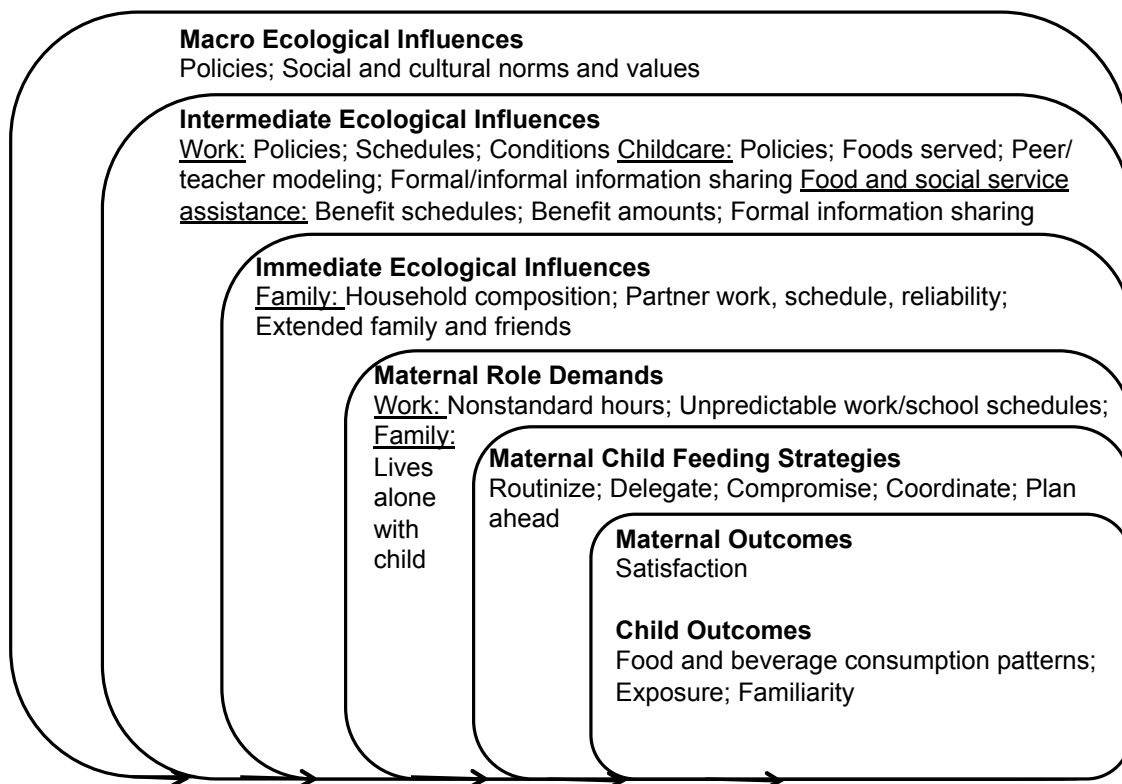 Macro Ecological Influences
Policies; Social and cultural norms and values
Intermediate Ecological Influences
Work: Policies; Schedules; Conditions Childcare: Policies; Foods served; Peer/
teacher modeling; Formal/informal information sharing Food and social service
assistance: Benefit schedules; Benefit amounts; Formal information sharing
Immediate Ecological Influences
Family: Household composition; Partner work, schedule, reliability;
Extended family and friends
Maternal Role Demands
Work: Nonstandard hours; Unpredictable work/school schedules;
Family:
Lives
alone
with
child
Maternal Child Feeding Strategies
Routinize; Delegate; Compromise; Coordinate; Plan
ahead
Maternal Outcomes
Satisfaction
Child Outcomes
Food and beverage consumption patterns;
Exposure; Familiarity